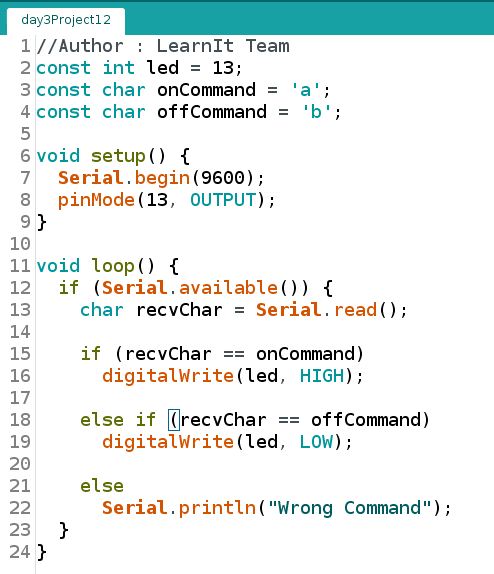 day3Project12
1 //Author : LearnIt Team
2 const int led = 13;
3 const char onCommand = 'a';
4 const char offCommand = 'b';
5
6 void setup() {
7   Serial.begin(9600);
8   pinMode(13, OUTPUT);
9 }
10
11 void loop() {
12   if (Serial.available()) {
13     char recvChar = Serial.read();
14
15     if (recvChar == onCommand)
16       digitalWrite(led, HIGH);
17
18     else if (recvChar == offCommand)
19       digitalWrite(led, LOW);
20
21     else
22       Serial.println("Wrong Command");
23   }
24 }